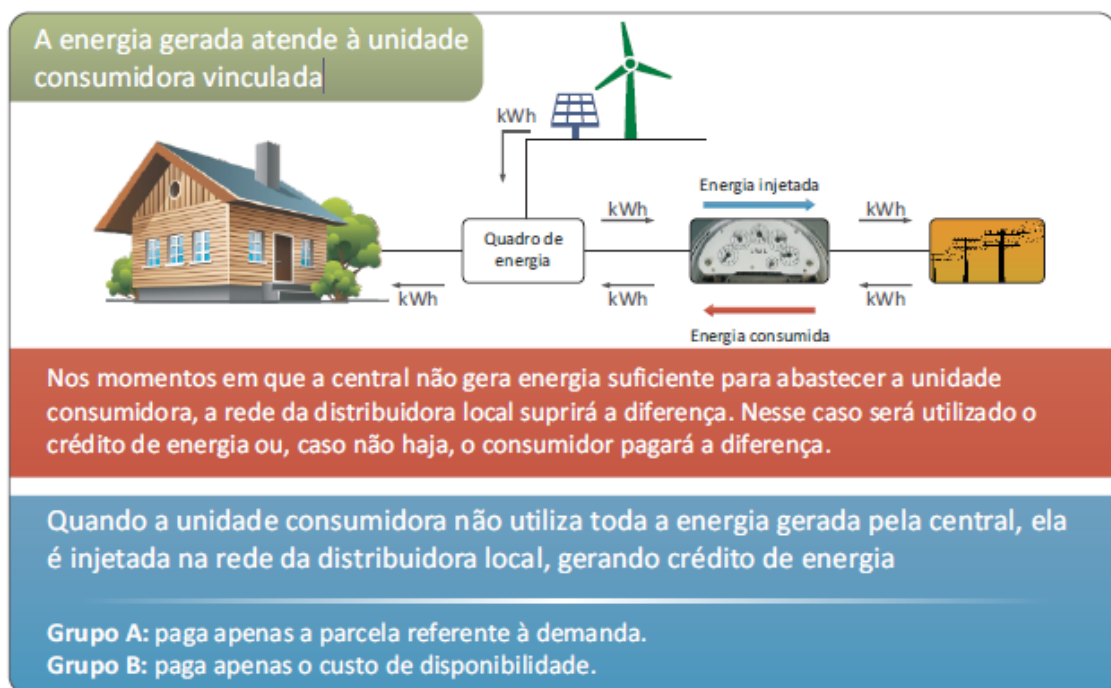 A energia gerada atende à unidade
consumidora vinculada
kWh
Energia injetada
kWh
kWh
Quadro de
energia
kWh
kWh
kWh
Energia consumida
Nos momentos em que a central não gera energia suficiente para abastecer a unidade
consumidora, a rede da distribuidora local suprirá a diferença. Nesse caso será utilizado o
crédito de energia ou, caso não haja, o consumidor pagará a diferença.
Quando a unidade consumidora não utiliza toda a energia gerada pela central, ela
é injetada na rede da distribuidora local, gerando crédito de energia
Grupo A: paga apenas a parcela referente à demanda.
Grupo B: paga apenas o custo de disponibilidade.